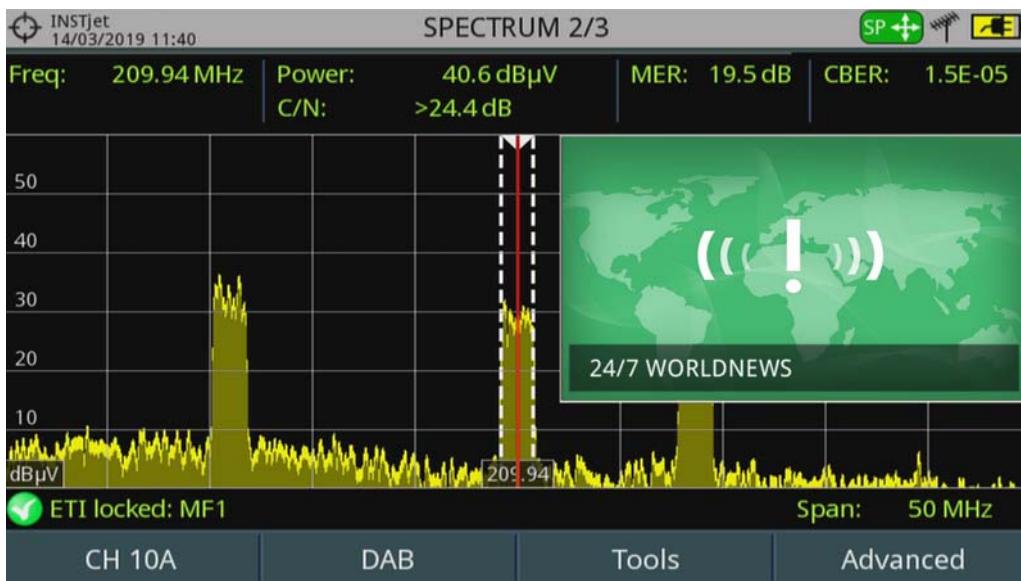 INSTjet
14/03/2019 11:40
SPECTRUM 2/3
SP
Freq: 209.94 MHz
Power: 40.6 dBµV
MER: 19.5 dB
CBER: 1.5E-05
C/N: >24.4 dB
50
40
30
20
10
dBµV
209.94
24/7 WORLDNEWS
ETI locked: MF1
Span: 50 MHz
CH 10A
DAB
Tools
Advanced